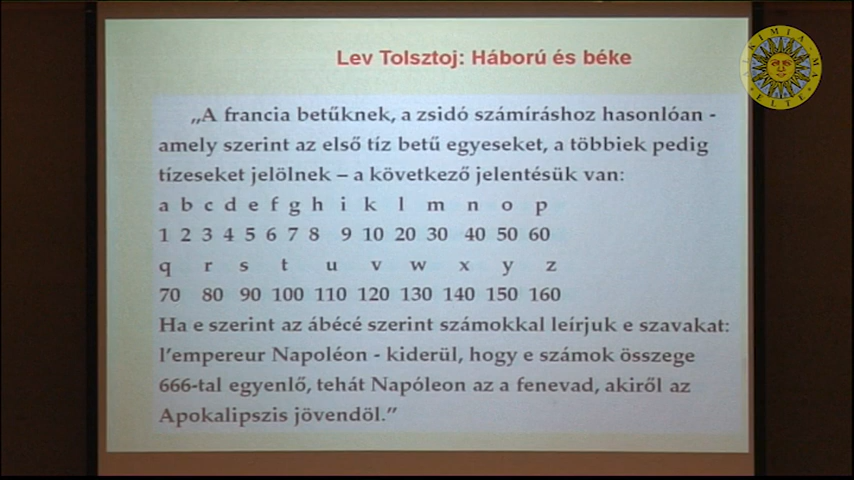 Lev Tolsztoj: Háború és béke
ALKÍMIA MA
ELTE
„A francia betűknek, a zsidó számíráshoz hasonlóan -
amely szerint az első tíz betű egyeseket, a többiek pedig
tízeseket jelölnek – a következő jelentésük van:
a b c d e f g h i k l m n o p
1 2 3 4 5 6 7 8 9 10 20 30 40 50 60
q r s t u v w x y z
70 80 90 100 110 120 130 140 150 160
Ha e szerint az ábécé szerint számokkal leírjuk e szavakat:
l'empereur Napoléon - kiderül, hogy e számok összege
666-tal egyenlő, tehát Napóleon az a fenevad, akiről az
Apokalipszis jövendöl.”